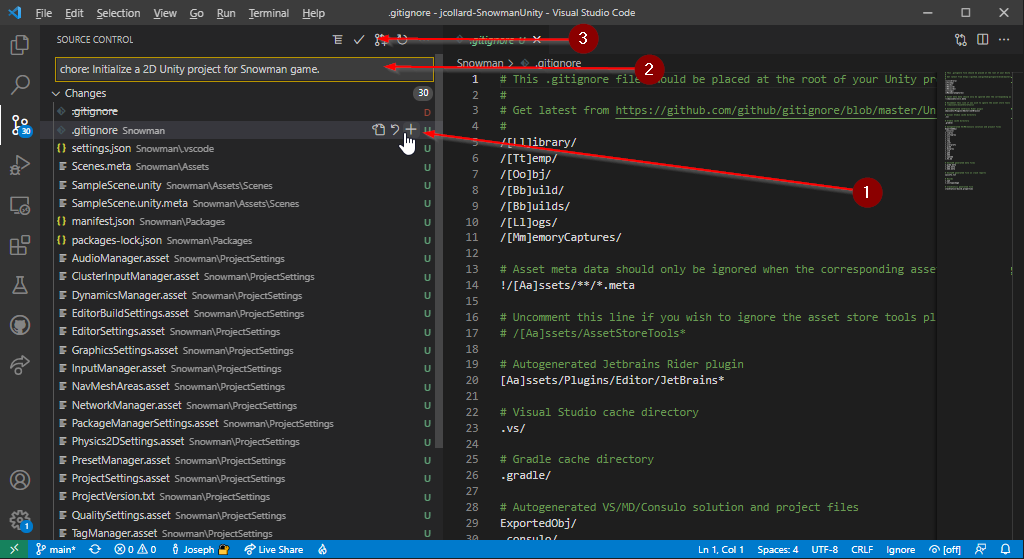 File Edit Selection View Go Run Terminal Help .gitignore - jcollard-SnowmanUnity - Visual Studio Code
SOURCE CONTROL
3
.gitignore U
chore: Initialize a 2D Unity project for Snowman game.
2
Snowman > .gitignore
Changes 30
.gitignore D
.gitignore Snowman U
settings.json Snowman\.vscode U
Scenes.meta Snowman\Assets U
SampleScene.unity Snowman\Assets\Scenes U
SampleScene.unity.meta Snowman\Assets\Scenes U
manifest.json Snowman\Packages U
packages-lock.json Snowman\Packages U
AudioManager.asset Snowman\ProjectSettings U
ClusterInputManager.asset Snowman\ProjectSettings U
DynamicsManager.asset Snowman\ProjectSettings U
EditorBuildSettings.asset Snowman\ProjectSettings U
EditorSettings.asset Snowman\ProjectSettings U
GraphicsSettings.asset Snowman\ProjectSettings U
InputManager.asset Snowman\ProjectSettings U
NavMeshAreas.asset Snowman\ProjectSettings U
NetworkManager.asset Snowman\ProjectSettings U
PackageManagerSettings.asset Snowman\ProjectSettings U
Physics2DSettings.asset Snowman\ProjectSettings U
PresetManager.asset Snowman\ProjectSettings U
ProjectSettings.asset Snowman\ProjectSettings U
ProjectVersion.txt Snowman\ProjectSettings U
QualitySettings.asset Snowman\ProjectSettings U
TagManager.asset Snowman\ProjectSettings U
30
1
1 # This .gitignore file should be placed at the root of your Unity pr
2 #
3 # Get latest from https://github.com/github/gitignore/blob/master/Un
4 #
5 /[Ll]ibrary/
6 /[Tt]emp/
7 /[Oo]bj/
8 /[Bb]uild/
9 /[Bb]uilds/
10 /[Ll]ogs/
11 /[Mm]emoryCaptures/
12
13 # Asset meta data should only be ignored when the corresponding asse
14 !/[Aa]ssets/**/*.meta
15
16 # Uncomment this line if you wish to ignore the asset store tools pl
17 # /[Aa]ssets/AssetStoreTools*
18
19 # Autogenerated Jetbrains Rider plugin
20 [Aa]ssets/Plugins/Editor/JetBrains*
21
22 # Visual Studio cache directory
23 .vs/
24
25 # Gradle cache directory
26 .gradle/
27
28 # Autogenerated VS/MD/Consulo solution and project files
29 ExportedObj/
30 .consulo/
1
main* 0 0 Joseph Live Share Ln 1, Col 1 Spaces: 4 UTF-8 CRLF Ignore [off]